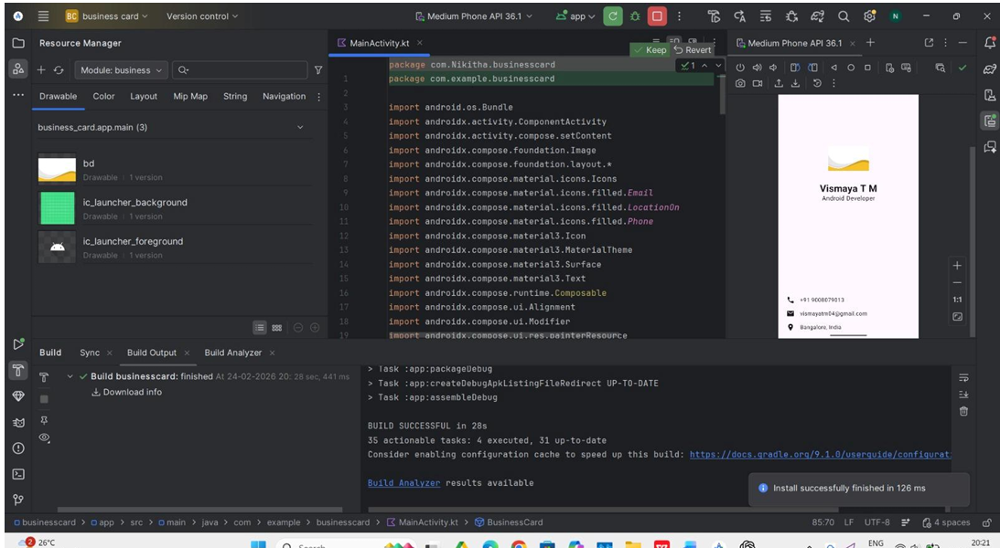 BC business card
Version control
Medium Phone API 36.1
app
N
Resource Manager
Module: business
Drawable
Color
Layout
Mip Map
String
Navigation
business_card.app.main (3)
bd
Drawable | 1 version
ic_launcher_background
Drawable | 1 version
ic_launcher_foreground
Drawable | 1 version
MainActivity.kt
Keep
Revert
1
package com.Nikitha.businesscard
1 package com.example.businesscard
2
3 import android.os.Bundle
4 import androidx.activity.ComponentActivity
5 import androidx.activity.compose.setContent
6 import androidx.compose.foundation.Image
7 import androidx.compose.foundation.layout.*
8 import androidx.compose.material.icons.Icons
9 import androidx.compose.material.icons.filled.Email
10 import androidx.compose.material.icons.filled.LocationOn
11 import androidx.compose.material.icons.filled.Phone
12 import androidx.compose.material3.Icon
13 import androidx.compose.material3.MaterialTheme
14 import androidx.compose.material3.Surface
15 import androidx.compose.material3.Text
16 import androidx.compose.runtime.Composable
17 import androidx.compose.ui.Alignment
18 import androidx.compose.ui.Modifier
19 import androidx.compose.ui.res.painterResource
Medium Phone API 36.1
Vismaya T M
Android Developer
+91 9008079013
vismayatm04@gmail.com
Bangalore, India
1:1
Build
Sync
Build Output
Build Analyzer
Build businesscard: finished At 24-02-2026 20: 28 sec, 441 ms
Download info
> Task :app:packageDebug
> Task :app:createDebugApkListingFileRedirect UP-TO-DATE
> Task :app:assembleDebug
BUILD SUCCESSFUL in 28s
35 actionable tasks: 4 executed, 31 up-to-date
Consider enabling configuration cache to speed up this build: https://docs.gradle.org/9.1.0/userguide/configurat
Build Analyzer results available
Install successfully finished in 126 ms
businesscard > app > src > main > java > com > example > businesscard > MainActivity.kt > BusinessCard
85:70 LF UTF-8 4 spaces
2
26°C
Search
ENG
20:21